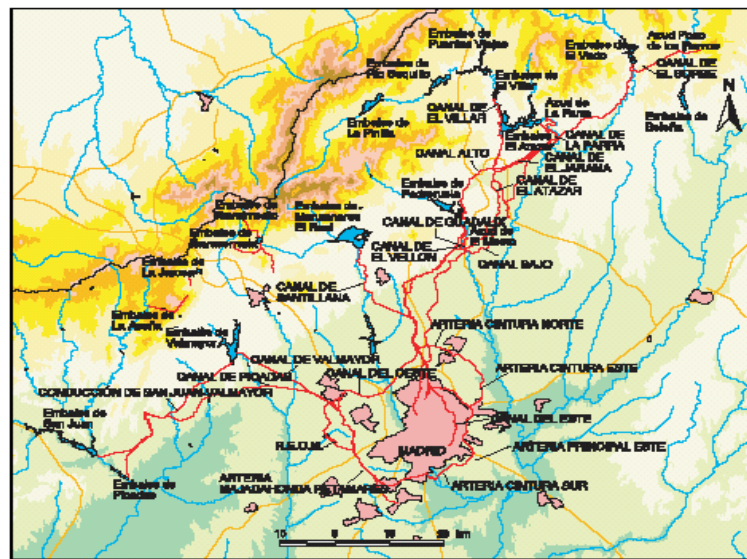 Embalse de
Puentes Viejas
Embalse de
El Vado
Azud Pozo
de los Ramos
CANAL DE
EL SORBE
Embalse de
Rio Sequillo
Embalse de
El Villar
CANAL DE
EL VILLAR
Azud de
La Parra
Embalse de
La Pinilla
Embalse
El Atazar
CANAL DE
LA PARRA
Embalse de
Beleña
N
CANAL ALTO
CANAL DE
EL JARAMA
CANAL DE
EL ATAZAR
Embalse de
Pedrezuela
Embalse de
Navacerrada
Embalse de
Manzanares
El Real
CANAL DE GUADALIX
Azud de
El Mesto
Embalse de
Navalmedio
CANAL DE
EL VELLON
CANAL BAJO
Embalse de
La Jarosa
CANAL DE
SANTILLANA
Embalse de
La Aceña
Embalse de
Valmayor
ARTERIA CINTURA NORTE
CANAL DE VALMAYOR
CANAL DE PICADAS
CANAL DEL OESTE
ARTERIA CINTURA ESTE
CONDUCCION DE SAN JUAN-VALMAYOR
Embalse de
San Juan
CANAL DEL ESTE
MADRID
ARTERIA PRINCIPAL ESTE
Embalse de
Picadas
ARTERIA
MAJADAHONDA RETAMARES
ARTERIA CINTURA SUR
10
20 km